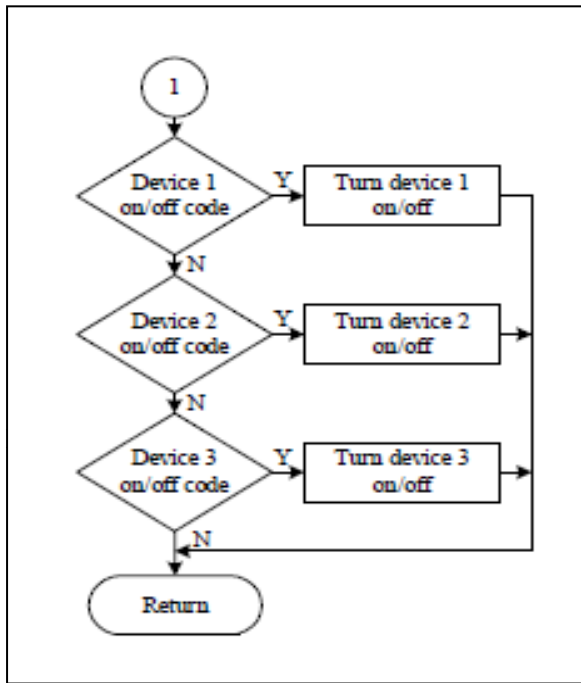 1
Device 1
on/off code
Y
Turn device 1
on/off
N
Device 2
on/off code
Y
Turn device 2
on/off
N
Device 3
on/off code
Y
Turn device 3
on/off
N
Return